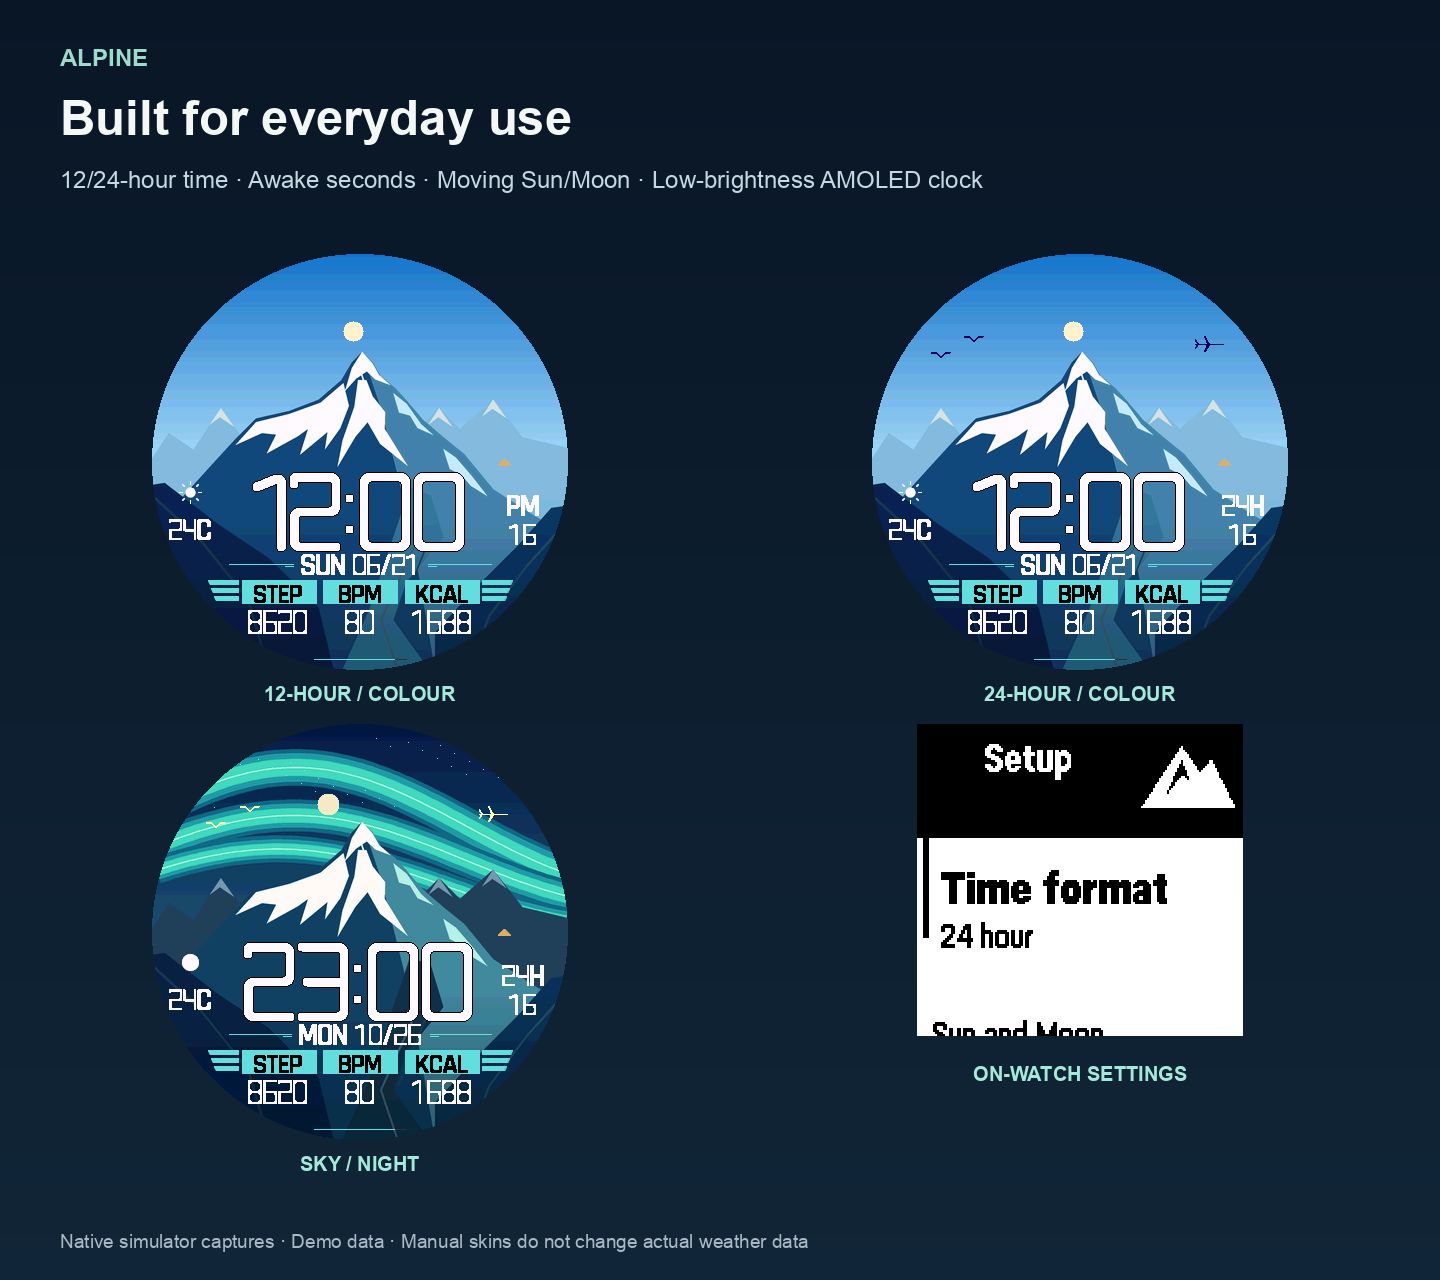 ALPINE
Built for everyday use
12/24-hour time · Awake seconds · Moving Sun/Moon · Low-brightness AMOLED clock
12:00
PM
24C
16
SUN 06/21
STEP BPM KCAL
8620 80 1688
12-HOUR / COLOUR
12:00
24H
24C
16
SUN 06/21
STEP BPM KCAL
8620 80 1688
24-HOUR / COLOUR
23:00
24H
24C
16
MON 10/26
STEP BPM KCAL
8620 80 1688
SKY / NIGHT
Setup
Time format
24 hour
Sun and Moon
ON-WATCH SETTINGS
Native simulator captures · Demo data · Manual skins do not change actual weather data